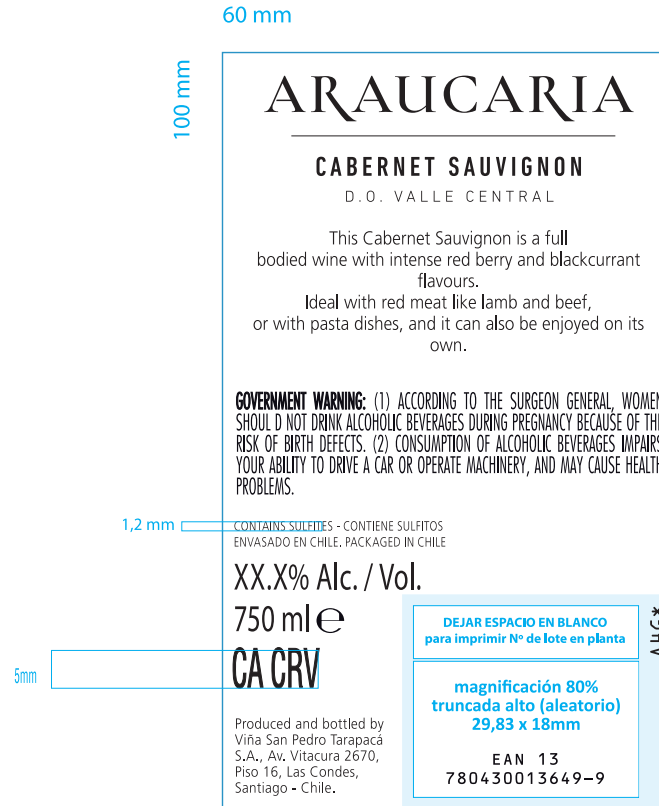 60 mm
100 mm
ARAUCARIA
CABERNET SAUVIGNON
D.O. VALLE CENTRAL
This Cabernet Sauvignon is a full
bodied wine with intense red berry and blackcurrant
flavours.
Ideal with red meat like lamb and beef,
or with pasta dishes, and it can also be enjoyed on its
own.
GOVERNMENT WARNING: (1) ACCORDING TO THE SURGEON GENERAL, WOMEN
SHOUL D NOT DRINK ALCOHOLIC BEVERAGES DURING PREGNANCY BECAUSE OF THE
RISK OF BIRTH DEFECTS. (2) CONSUMPTION OF ALCOHOLIC BEVERAGES IMPAIRS
YOUR ABILITY TO DRIVE A CAR OR OPERATE MACHINERY, AND MAY CAUSE HEALTH
PROBLEMS.
1,2 mm
CONTAINS SULFITES - CONTIENE SULFITOS
ENVASADO EN CHILE. PACKAGED IN CHILE
XX.X% Alc. / Vol.
750 ml ℮
5mm
CA CRV
Produced and bottled by
Viña San Pedro Tarapacá
S.A., Av. Vitacura 2670,
Piso 16, Las Condes,
Santiago - Chile.
DEJAR ESPACIO EN BLANCO
para imprimir Nº de lote en planta
magnificación 80%
truncada alto (aleatorio)
29,83 x 18mm
EAN 13
780430013649-9